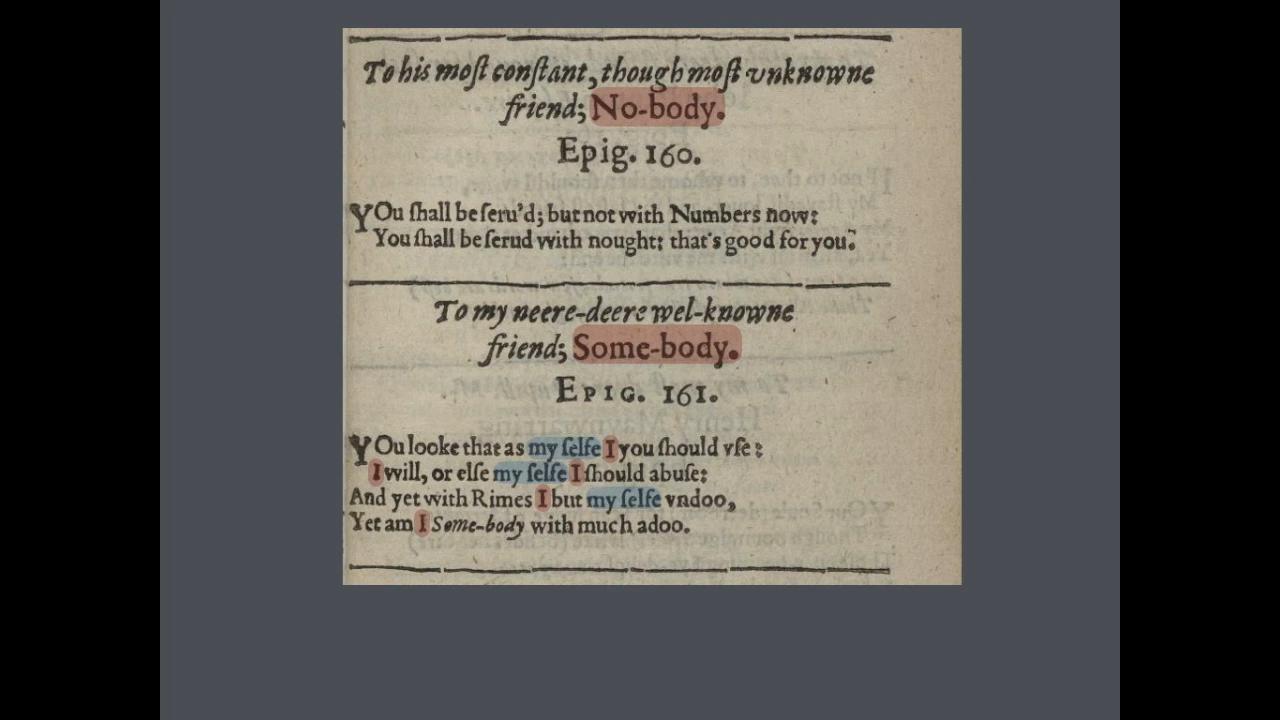 To his moſt conſtant, though moſt vnknowne
friend; No-body.
Epig. 160.
YOu ſhall be ſeru'd; but not with Numbers now:
You ſhall be ſerud with nought: that's good for you.
To my neere-deere wel-knowne
friend; Some-body.
EPIG. 161.
YOu looke that as my ſelfe I you ſhould vſe:
I will, or elſe my ſelfe I ſhould abuſe:
And yet with Rimes I but my ſelfe vndoo,
Yet am I Some-body with much adoo.